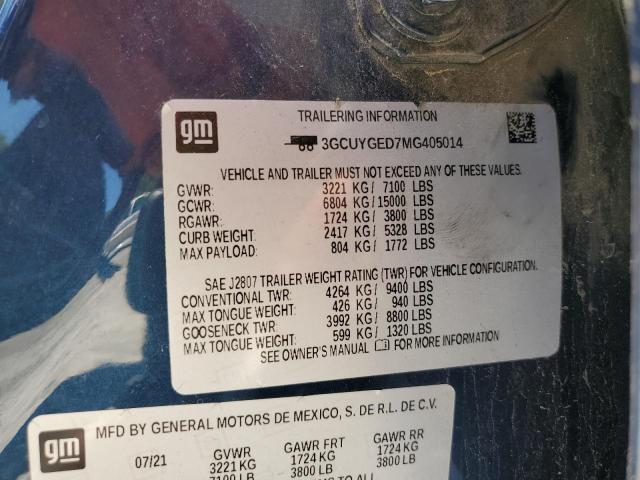 gm
TRAILERING INFORMATION
3GCUYGED7MG405014
VEHICLE AND TRAILER MUST NOT EXCEED ANY OF THESE VALUES.
GVWR: 3221 KG/ 7100 LBS
GCWR: 6804 KG/15000 LBS
RGAWR: 1724 KG/ 3800 LBS
CURB WEIGHT: 2417 KG/ 5328 LBS
MAX PAYLOAD: 804 KG/ 1772 LBS
SAE J2807 TRAILER WEIGHT RATING (TWR) FOR VEHICLE CONFIGURATION.
CONVENTIONAL TWR: 4264 KG/ 9400 LBS
MAX TONGUE WEIGHT: 426 KG/ 940 LBS
GOOSENECK TWR: 3992 KG/ 8800 LBS
MAX TONGUE WEIGHT: 599 KG/ 1320 LBS
SEE OWNER'S MANUAL FOR MORE INFORMATION.
gm
MFD BY GENERAL MOTORS DE MEXICO, S. DE R.L. DE C.V.
07/21 GVWR GAWR FRT GAWR RR
3221 KG 1724 KG 1724 KG
7100 LB 3800 LB 3800 LB